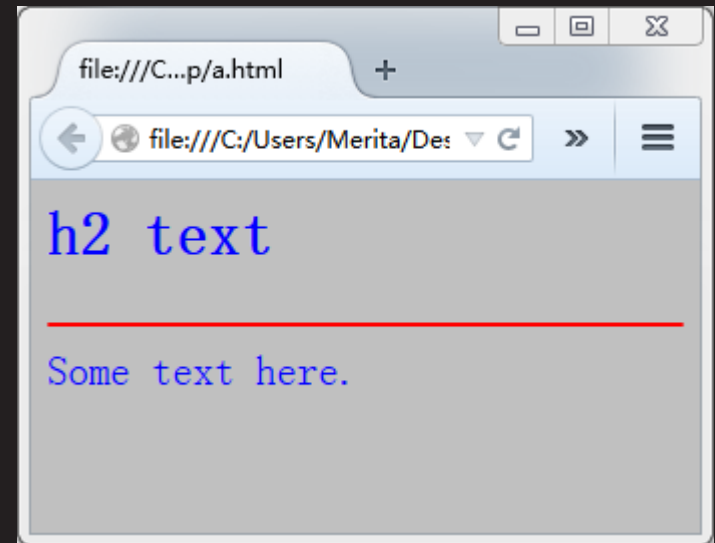 file:///C...p/a.html
file:///C:/Users/Merita/Des
h2 text
Some text here.